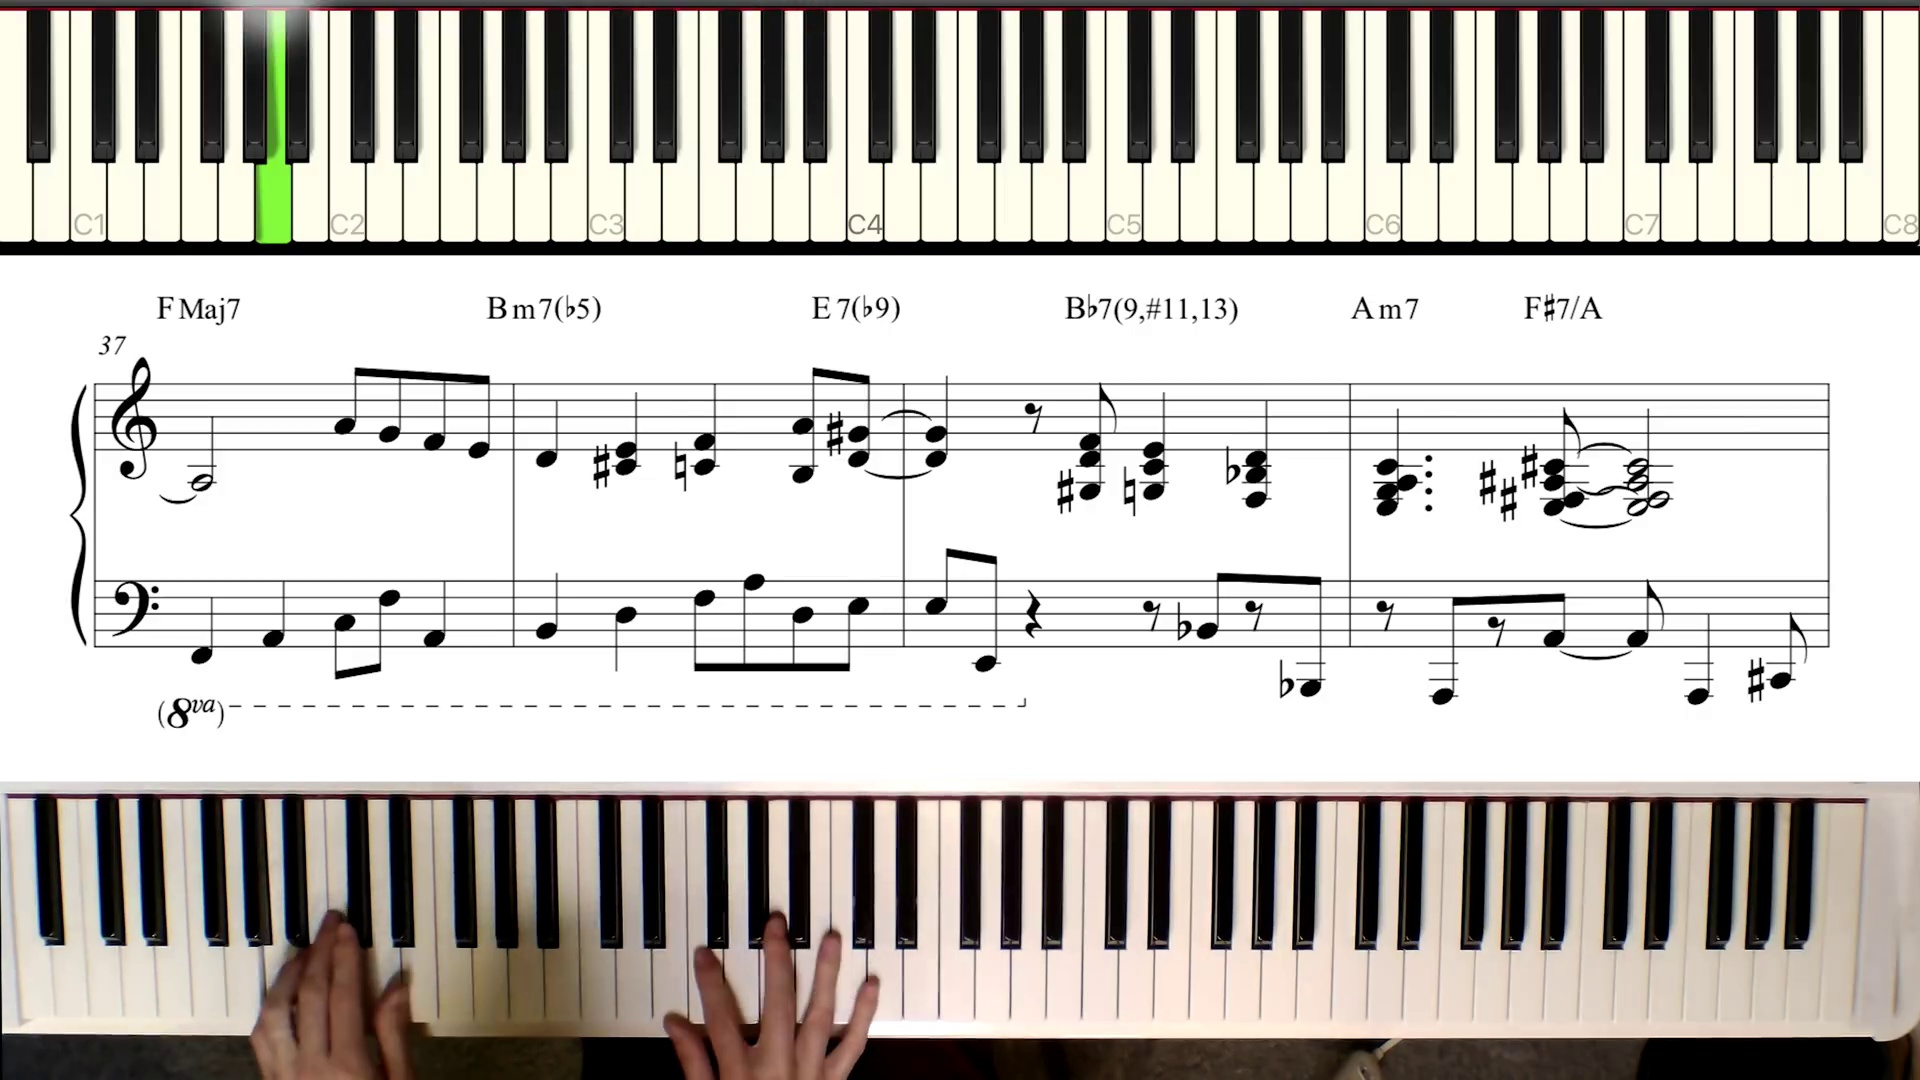 C1 C2 C3 C4 C5 C6 C7 C8
F Maj7 B m7(♭5) E 7(♭9) B♭7(9,#11,13) A m7 F♯7/A
37
(8va)